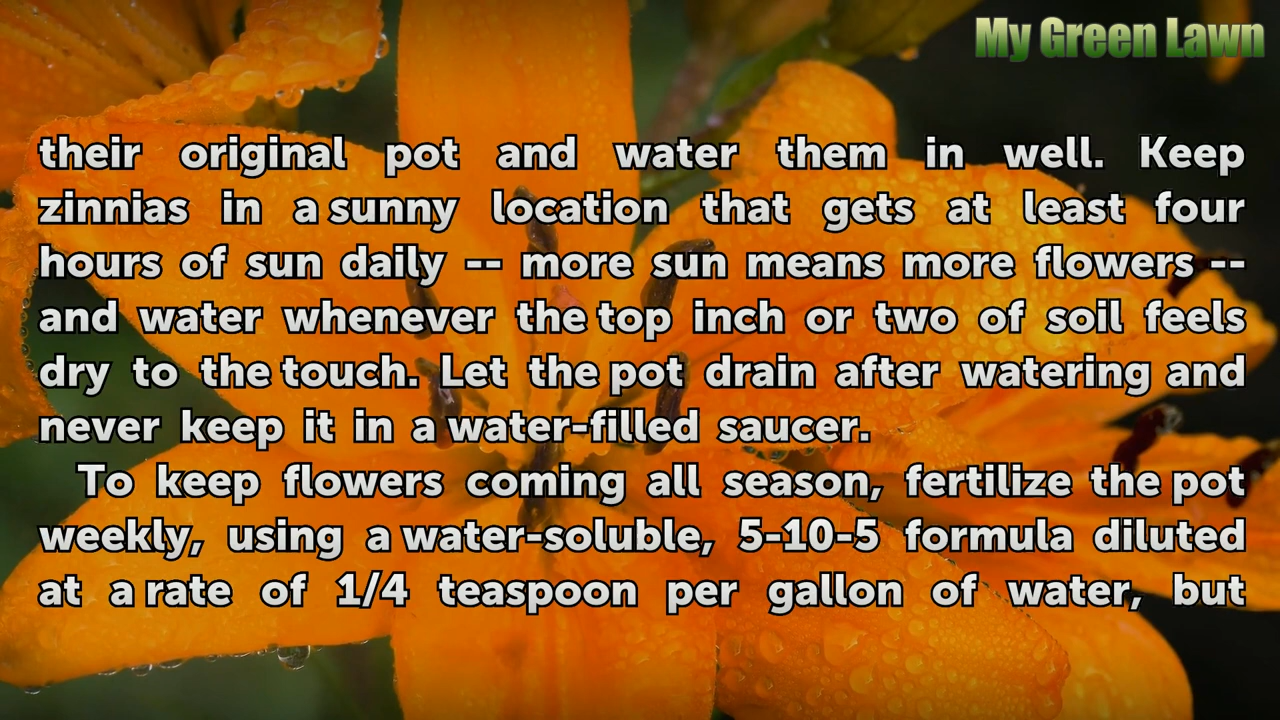 My Green Lawn
their original pot and water them in well. Keep
zinnias in a sunny location that gets at least four
hours of sun daily -- more sun means more flowers --
and water whenever the top inch or two of soil feels
dry to the touch. Let the pot drain after watering and
never keep it in a water-filled saucer.
To keep flowers coming all season, fertilize the pot
weekly, using a water-soluble, 5-10-5 formula diluted
at a rate of 1/4 teaspoon per gallon of water, but